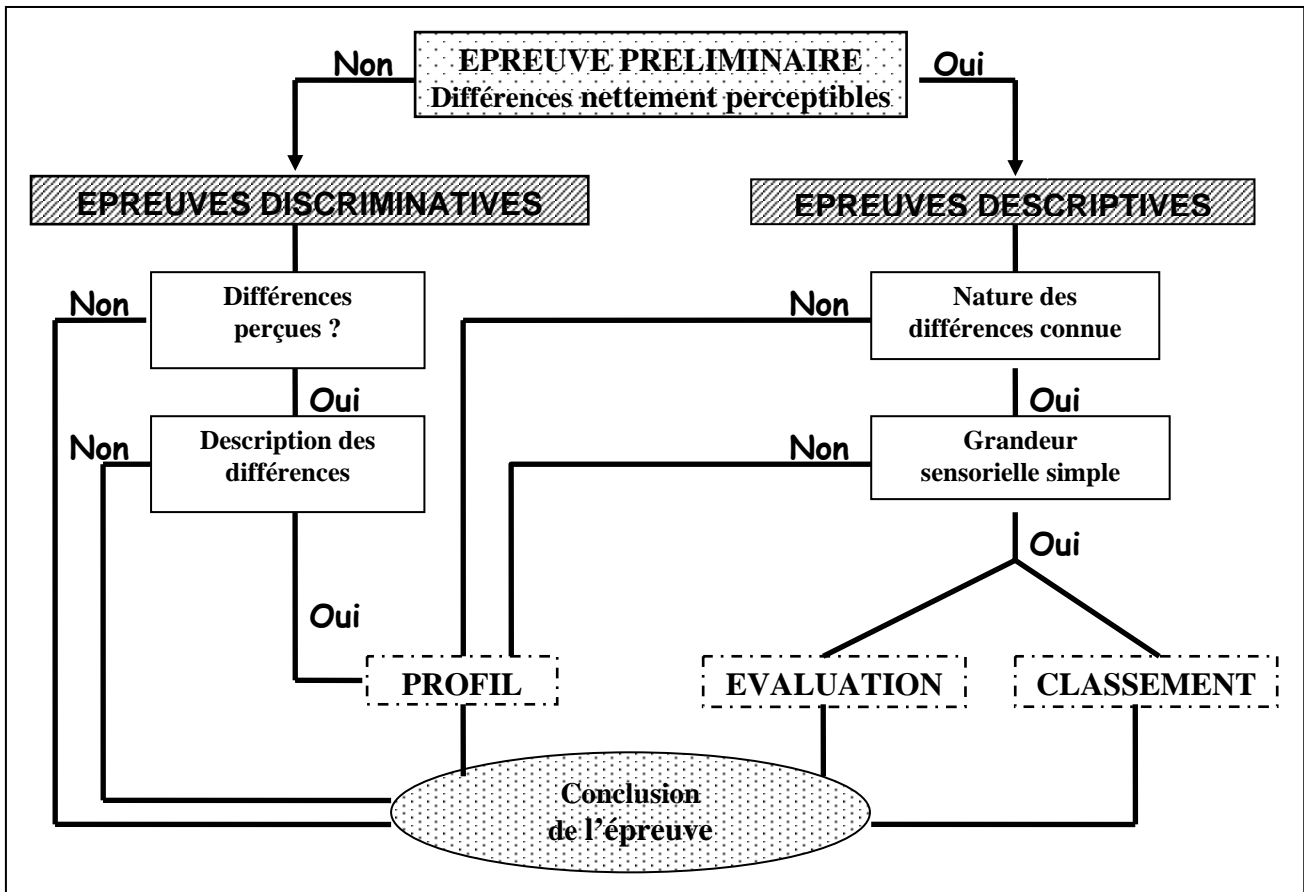 EPREUVE PRELIMINAIRE
Différences nettement perceptibles
Non
Oui
EPREUVES DISCRIMINATIVES
EPREUVES DESCRIPTIVES
Non
Différences
perçues ?
Non
Nature des
différences connue
Oui
Oui
Non
Description des
différences
Non
Grandeur
sensorielle simple
Oui
Oui
PROFIL
EVALUATION
CLASSEMENT
Conclusion
de l'épreuve